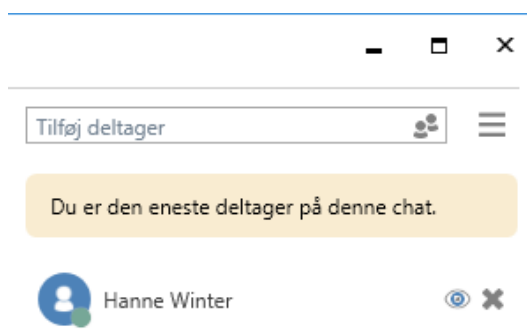 Tilføj deltager
Du er den eneste deltager på denne chat.
Hanne Winter